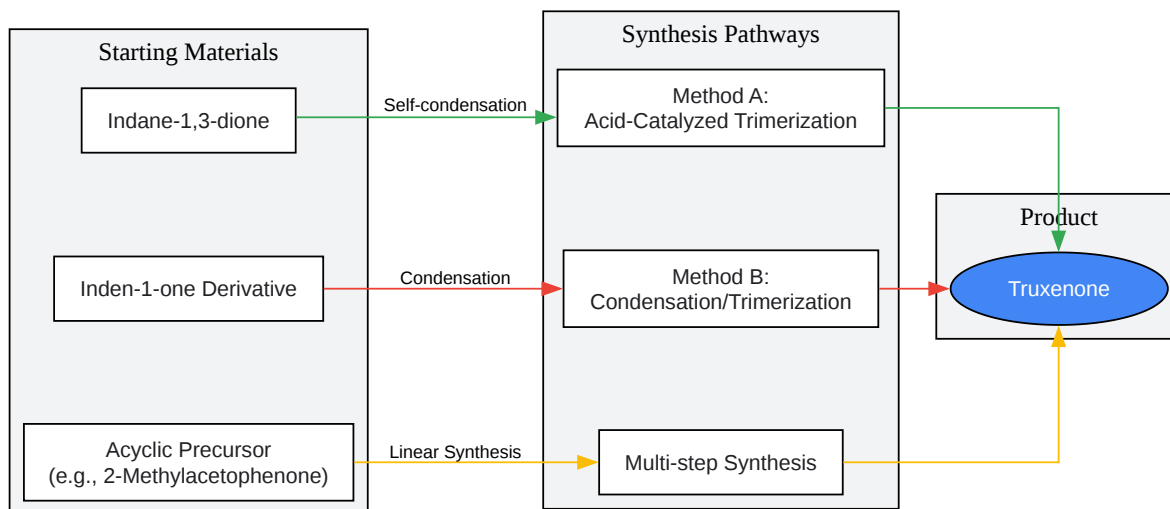 Starting Materials
Synthesis Pathways
Indane-1,3-dione
Self-condensation
Method A:
Acid-Catalyzed Trimerization
Product
Inden-1-one Derivative
Condensation
Method B:
Condensation/Trimerization
Truxenone
Acyclic Precursor
(e.g., 2-Methylacetophenone)
Linear Synthesis
Multi-step Synthesis